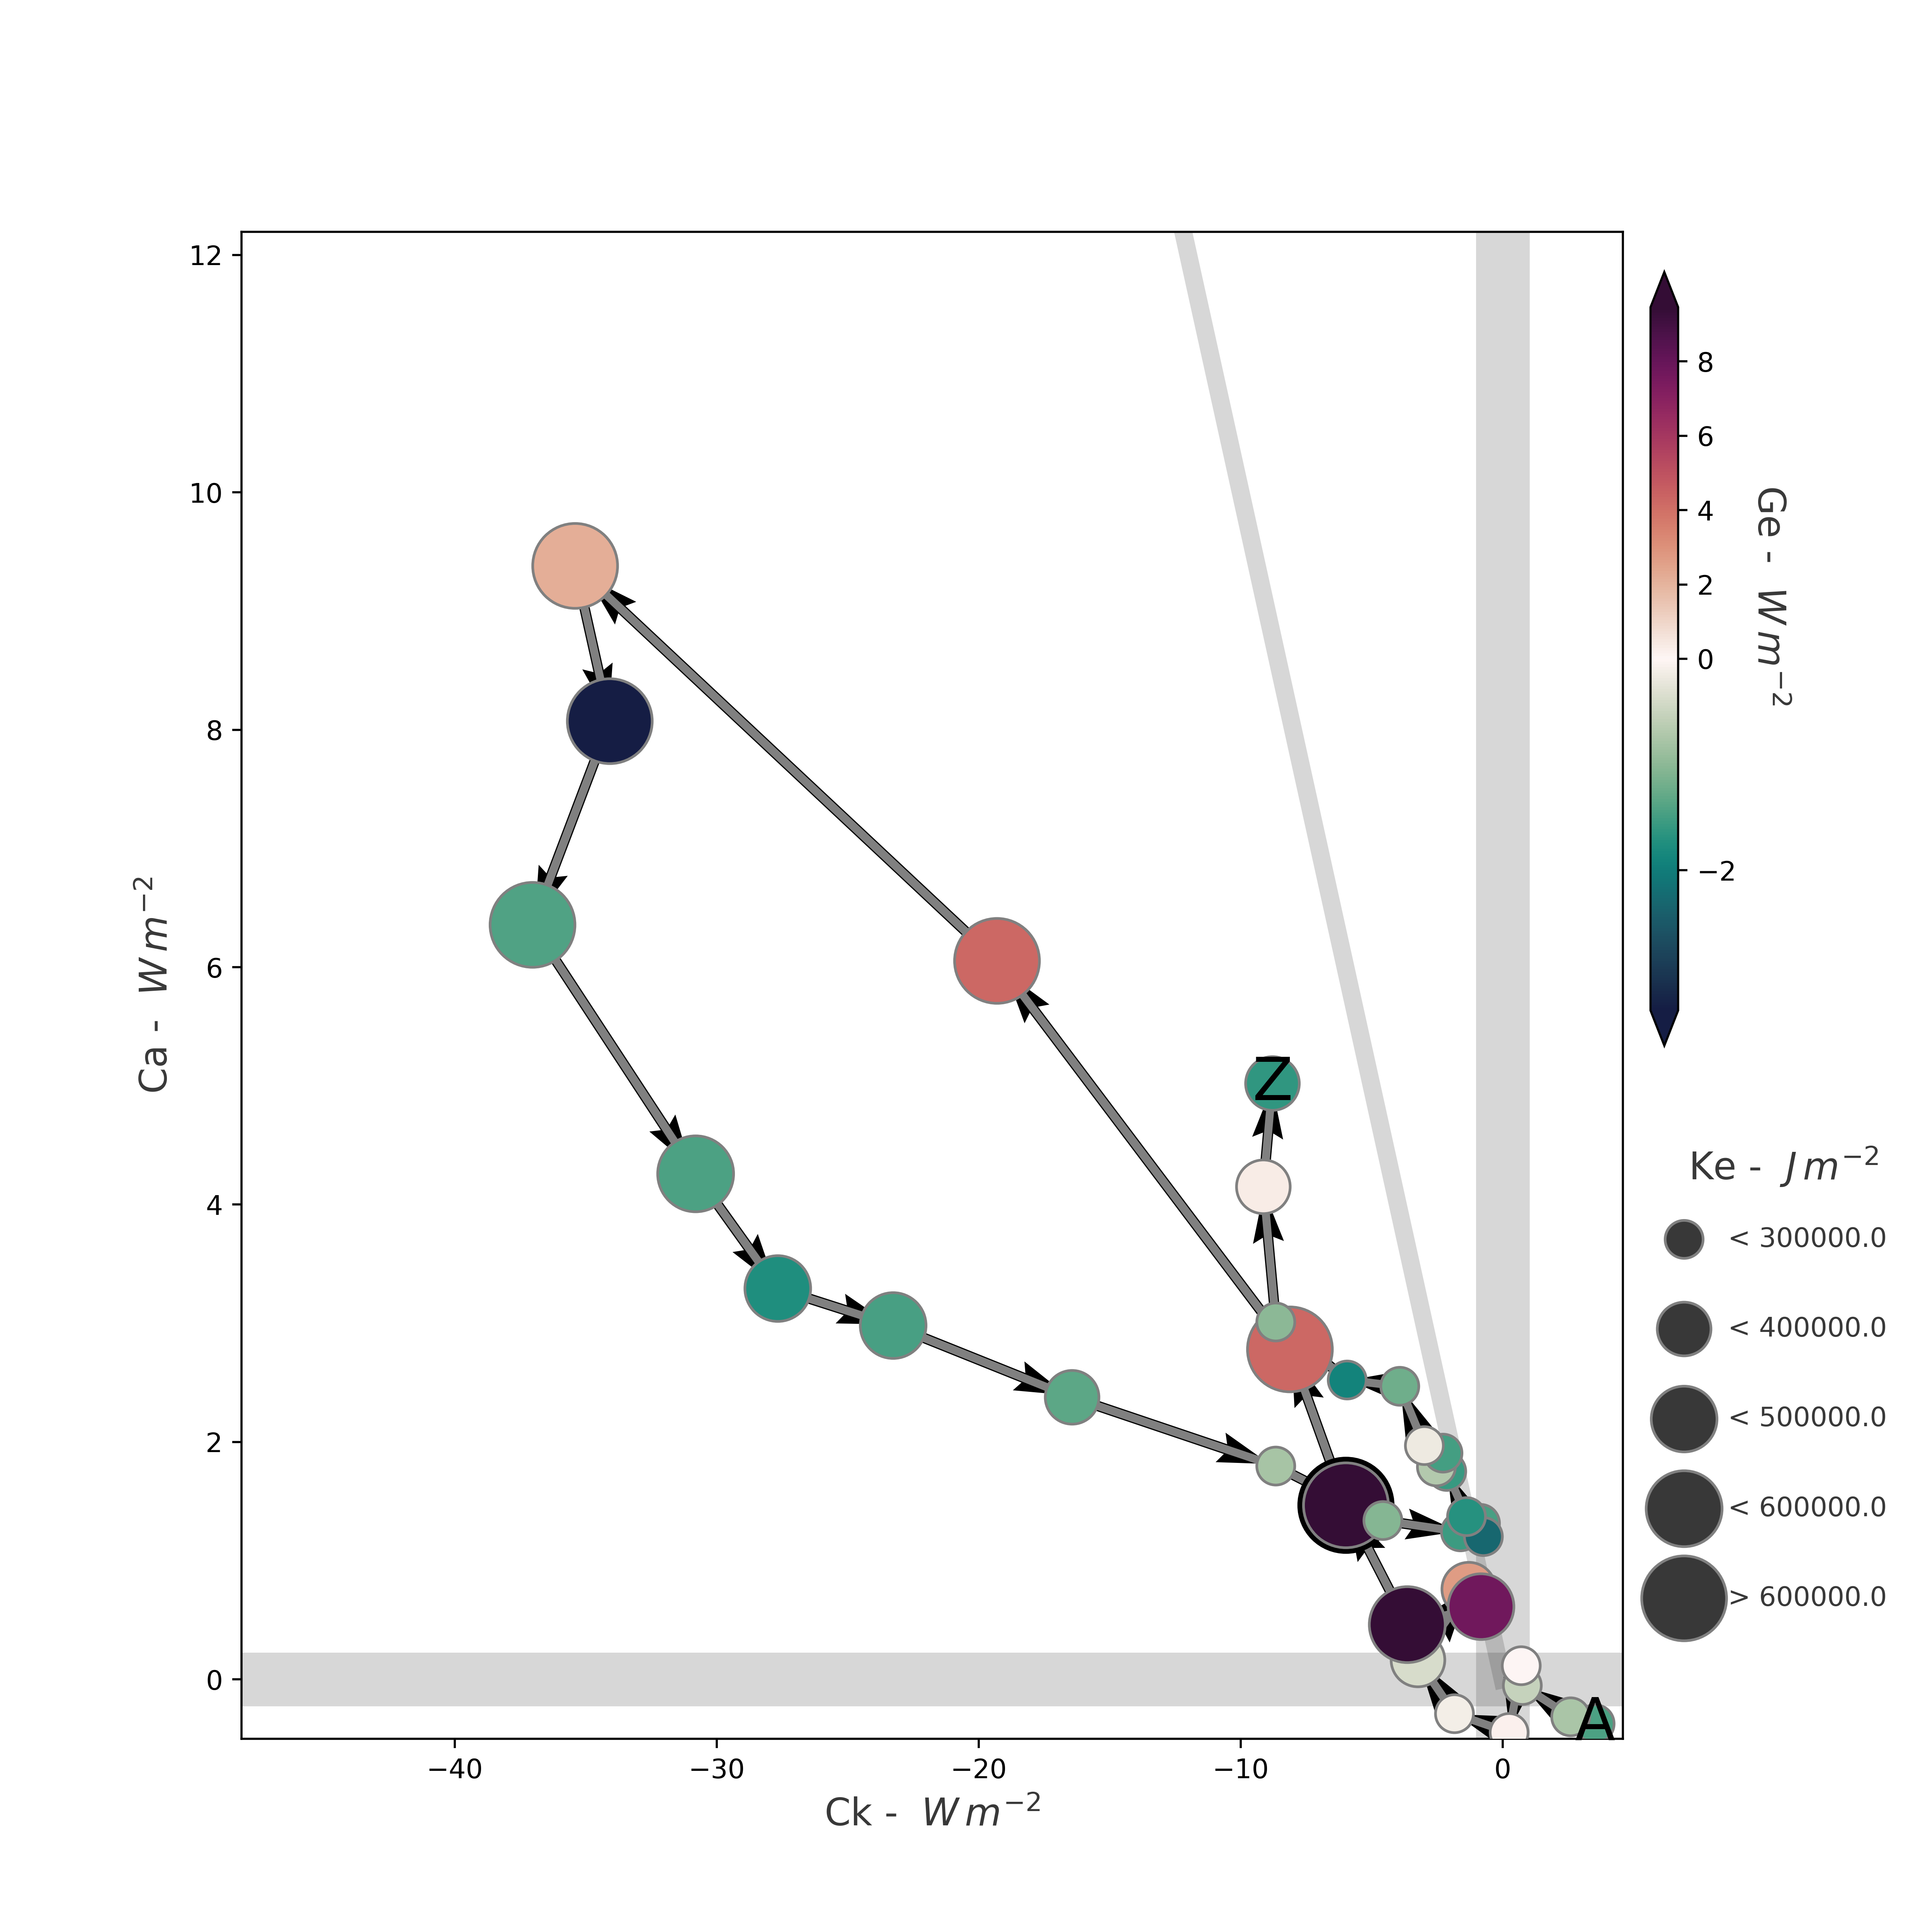 12
10
8
6
4
2
0
Ca - W m⁻²
−40 −30 −20 −10 0
Ck - W m⁻²
Z
A
8
6
4
2
0
−2
Ge - W m⁻²
Ke - J m⁻²
< 300000.0
< 400000.0
< 500000.0
< 600000.0
> 600000.0